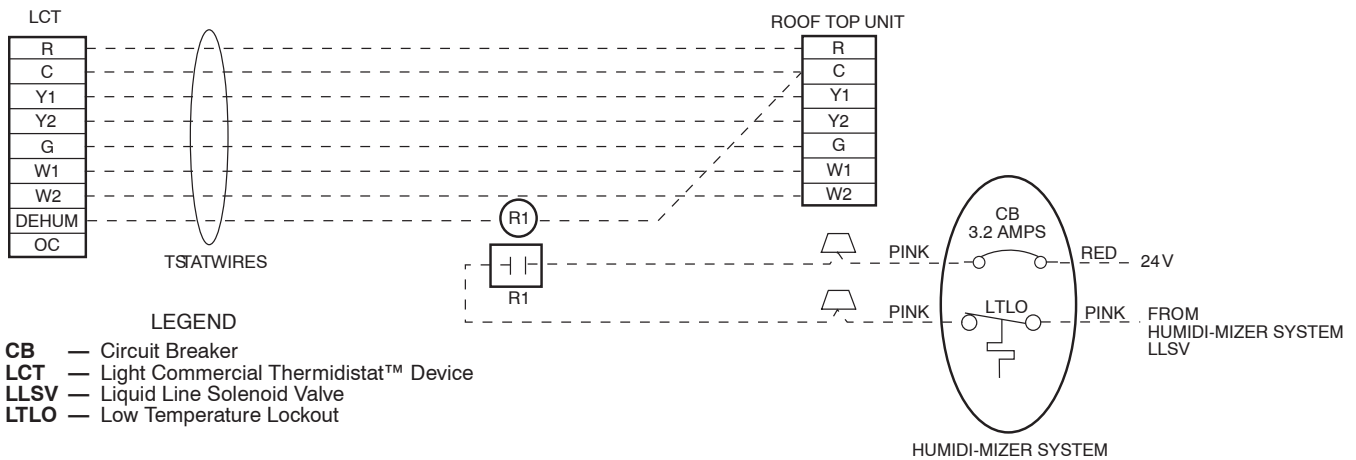 LCT
R
C
Y1
Y2
G
W1
W2
DEHUM
OC
TSTATWIRES
ROOF TOP UNIT
R
C
Y1
Y2
G
W1
W2
R1
R1
PINK
CB
3.2 AMPS
RED
24V
PINK
LTLO
PINK
FROM
HUMIDI-MIZER SYSTEM
LLSV
HUMIDI-MIZER SYSTEM
LEGEND
CB — Circuit Breaker
LCT — Light Commercial Thermidistat™ Device
LLSV — Liquid Line Solenoid Valve
LTLO — Low Temperature Lockout